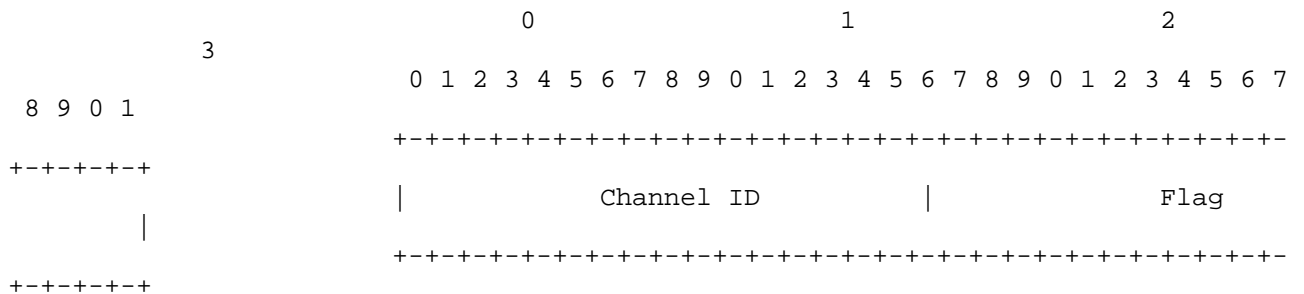 0                   1                   2
3
0 1 2 3 4 5 6 7 8 9 0 1 2 3 4 5 6 7 8 9 0 1 2 3 4 5 6 7
8 9 0 1
+-+-+-+-+-+-+-+-+-+-+-+-+-+-+-+-+-+-+-+-+-+-+-+-+-+-+-+-
+-+-+-+-+
|            Channel ID          |              Flag
|
+-+-+-+-+-+-+-+-+-+-+-+-+-+-+-+-+-+-+-+-+-+-+-+-+-+-+-+-
+-+-+-+-+